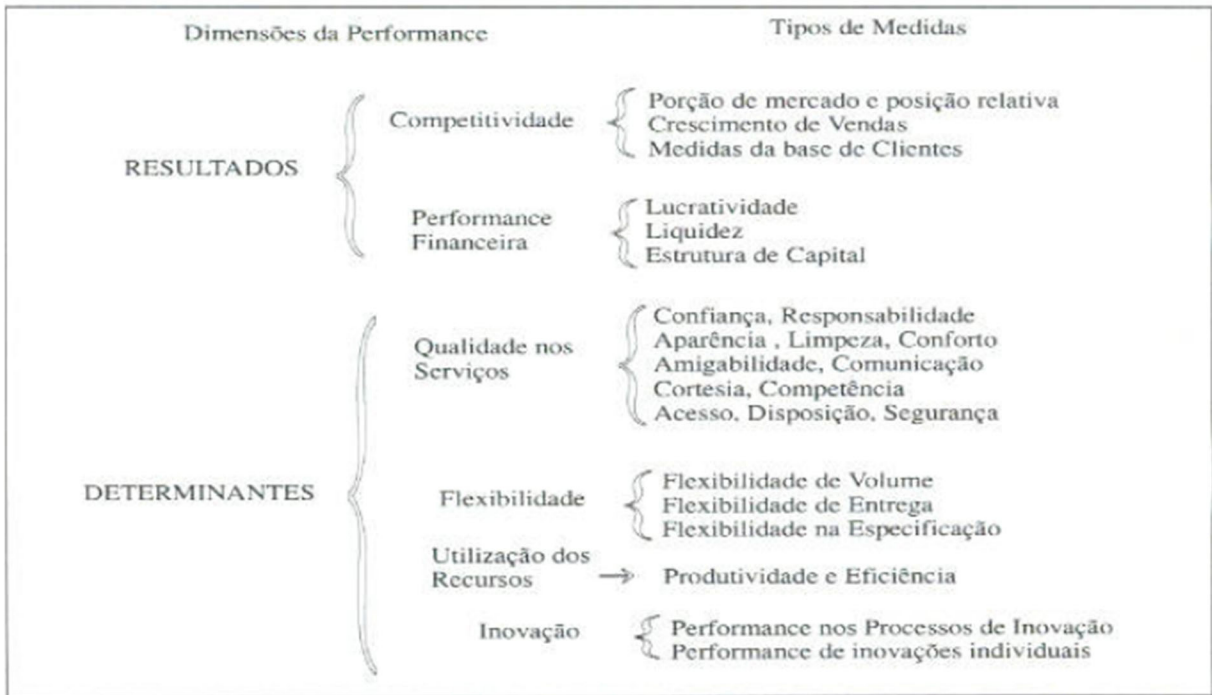 Dimensões da Performance
Tipos de Medidas
RESULTADOS
Competitividade
Porção de mercado e posição relativa
Crescimento de Vendas
Medidas da base de Clientes
Performance
Financeira
Lucratividade
Liquidez
Estrutura de Capital
DETERMINANTES
Qualidade nos
Serviços
Confiança, Responsabilidade
Aparência , Limpeza, Conforto
Amigabilidade, Comunicação
Cortesia, Competência
Acesso, Disposição, Segurança
Flexibilidade
Flexibilidade de Volume
Flexibilidade de Entrega
Flexibilidade na Especificação
Utilização dos
Recursos
Produtividade e Eficiência
Inovação
Performance nos Processos de Inovação
Performance de inovações individuais